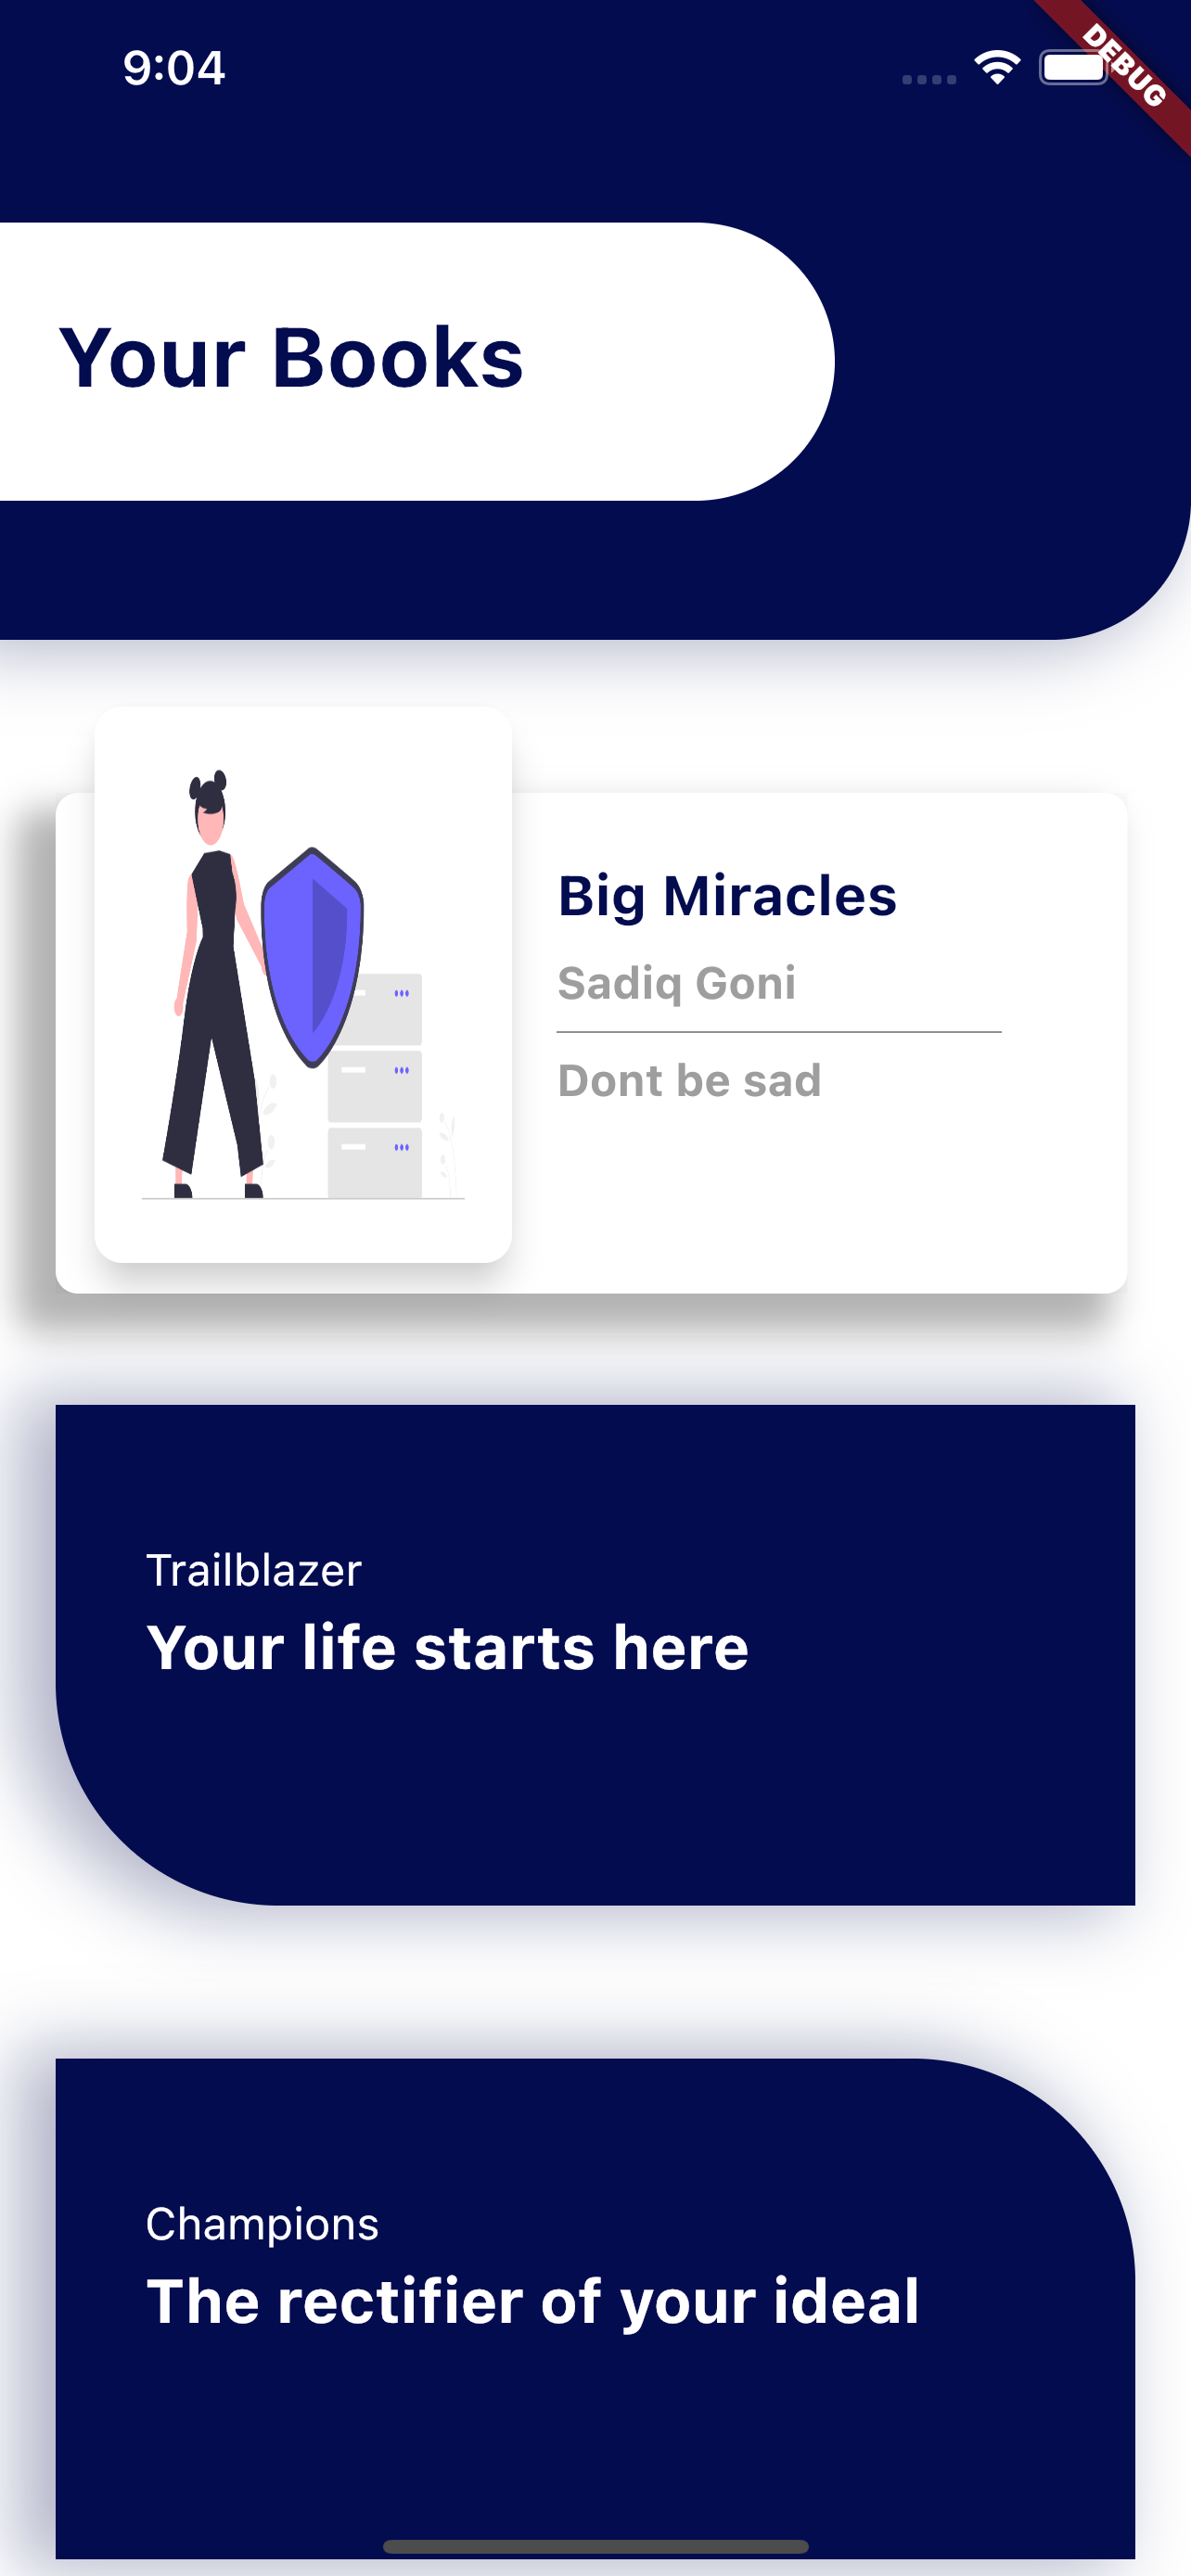 9:04
DEBUG
Your Books
Big Miracles
Sadiq Goni
Dont be sad
Trailblazer
Your life starts here
Champions
The rectifier of your ideal